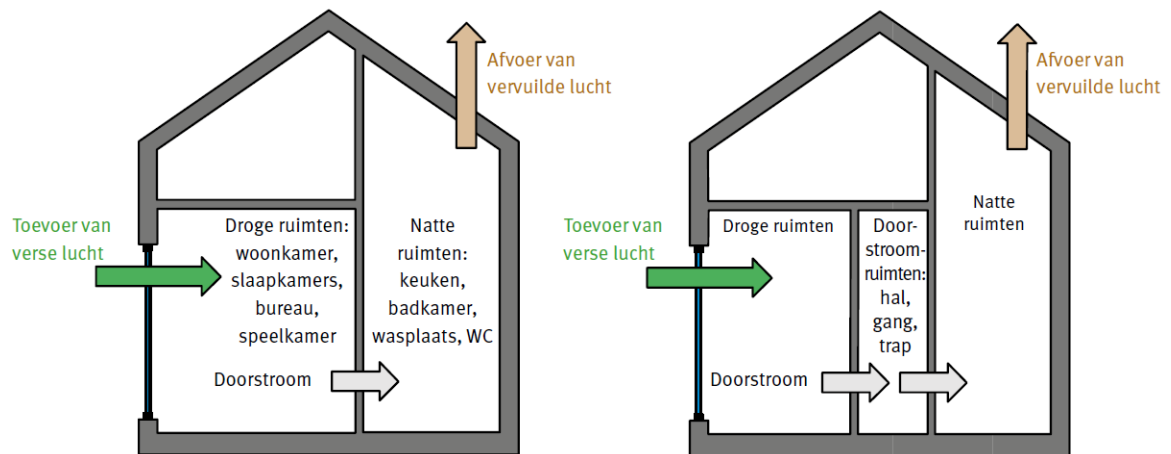 Afvoer van
vervuilde lucht
Toevoer van
verse lucht
Droge ruimten:
woonkamer,
slaapkamers,
bureau,
speelkamer
Natte
ruimten:
keuken,
badkamer,
wasplaats, WC
Doorstroom
Afvoer van
vervuilde lucht
Toevoer van
verse lucht
Droge ruimten
Door-
stroom-
ruimten:
hal,
gang,
trap
Natte
ruimten
Doorstroom